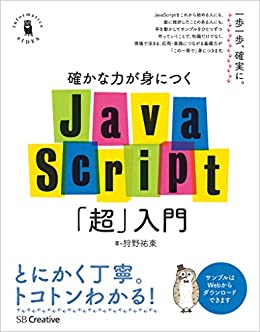 Informatics
& IDEA
JavaScriptをこれから始める人にも、
前に挫折したことのある人にも。
手を動かしてサンプルをひとつずつ
作っていくことで、知識だけでなく、
現場で活きる、応用・実践につながる基礎力が
「この一冊で」身につきます。
一歩一歩、確実に。
確かな力が身につく
Java
Script
「超」入門
著・狩野祐東
とにかく丁寧。
トコトンわかる!
サンプルは
Webから
ダウンロード
できます
SB Creative